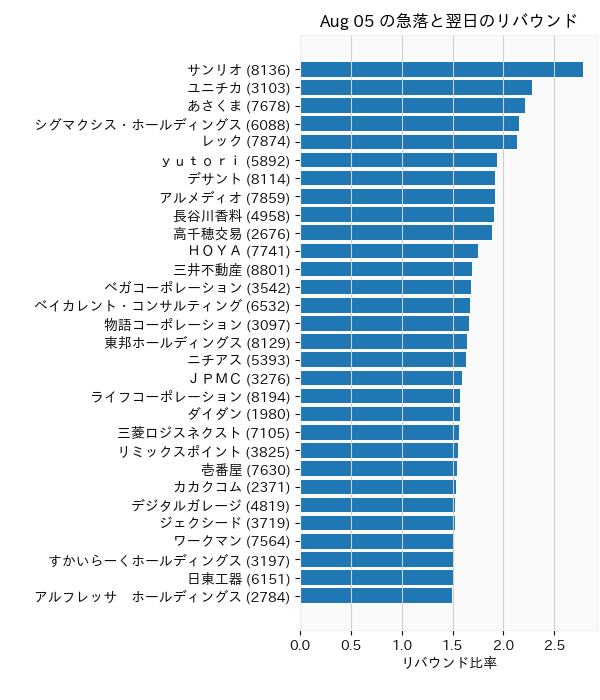 Aug 05 の急落と翌日のリバウンド
サンリオ (8136)
ユニチカ (3103)
あさくま (7678)
シグマクシス・ホールディングス (6088)
レック (7874)
ｙｕｔｏｒｉ (5892)
デサント (8114)
アルメディオ (7859)
長谷川香料 (4958)
高千穂交易 (2676)
ＨＯＹＡ (7741)
三井不動産 (8801)
ベガコーポレーション (3542)
ベイカレント・コンサルティング (6532)
物語コーポレーション (3097)
東邦ホールディングス (8129)
ニチアス (5393)
ＪＰＭＣ (3276)
ライフコーポレーション (8194)
ダイダン (1980)
三菱ロジスネクスト (7105)
リミックスポイント (3825)
壱番屋 (7630)
カカクコム (2371)
デジタルガレージ (4819)
ジェクシード (3719)
ワークマン (7564)
すかいらーくホールディングス (3197)
日東工器 (6151)
アルフレッサ　ホールディングス (2784)
0.0 0.5 1.0 1.5 2.0 2.5
リバウンド比率